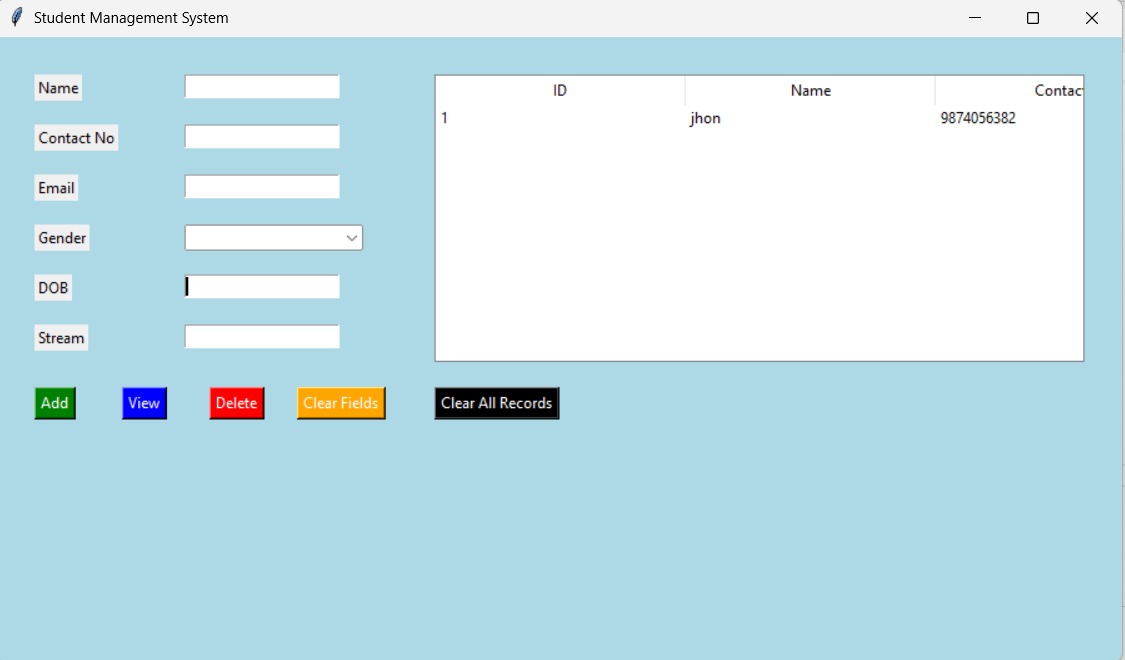 Student Management System
Name
Contact No
Email
Gender
DOB
Stream
Add View Delete Clear Fields Clear All Records
ID Name Contac
1 jhon 9874056382